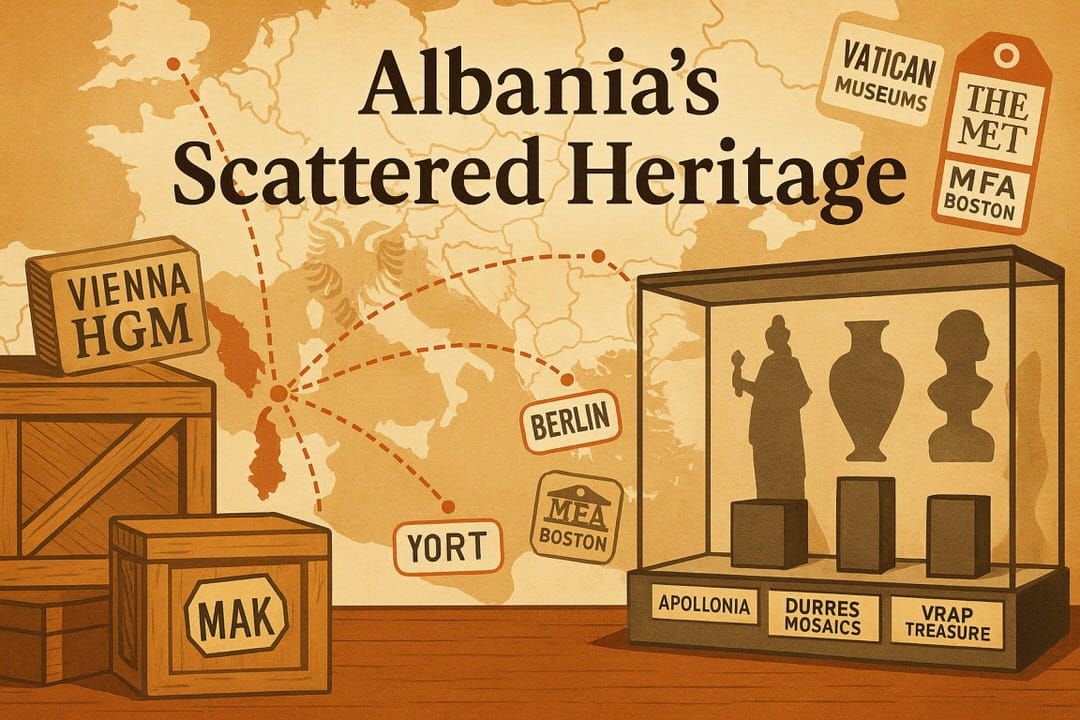 Albania's
Scattered Heritage
VATICAN
MUSEUMS
THE
MET
MFA
BOSTON
VIENNA
HGM
BERLIN
MFA
BOSTON
YORT
MAK
APOLLONIA
DURRES
MOSAICS
VRAP
TREASURE